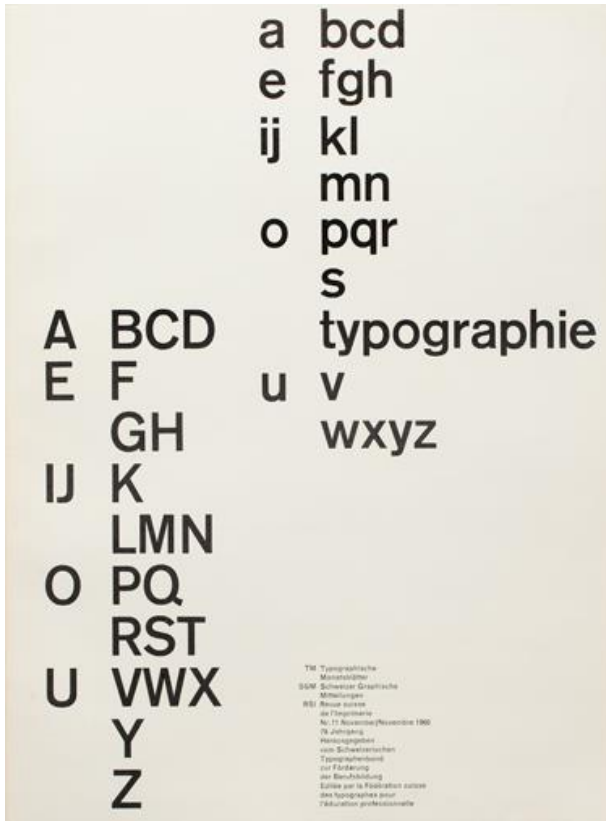 a bcd
e fgh
ij kl
mn
o pqr
s
typographie
u v
wxyz
A BCD
E F
GH
IJ K
LMN
O PQ
RST
U VWX
Y
Z
TM Typographische
Monatsblätter
SGM Schweizer Graphische
Mitteilungen
RSI Revue suisse
de l'Imprimerie
Nr. 11 November/Novembre 1960
79. Jahrgang
Herausgegeben
vom Schweizerischen
Typographenbund
zur Förderung
der Berufsbildung
Editée par la Fédération suisse
des typographes pour
l'éducation professionnelle